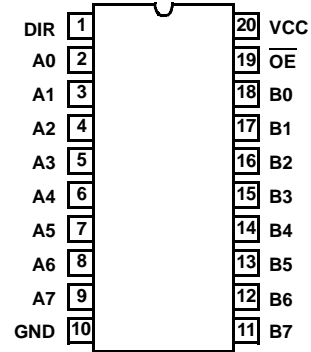 DIR 1 20 VCC
A0 2 19 OE
A1 3 18 B0
A2 4 17 B1
A3 5 16 B2
A4 6 15 B3
A5 7 14 B4
A6 8 13 B5
A7 9 12 B6
GND 10 11 B7